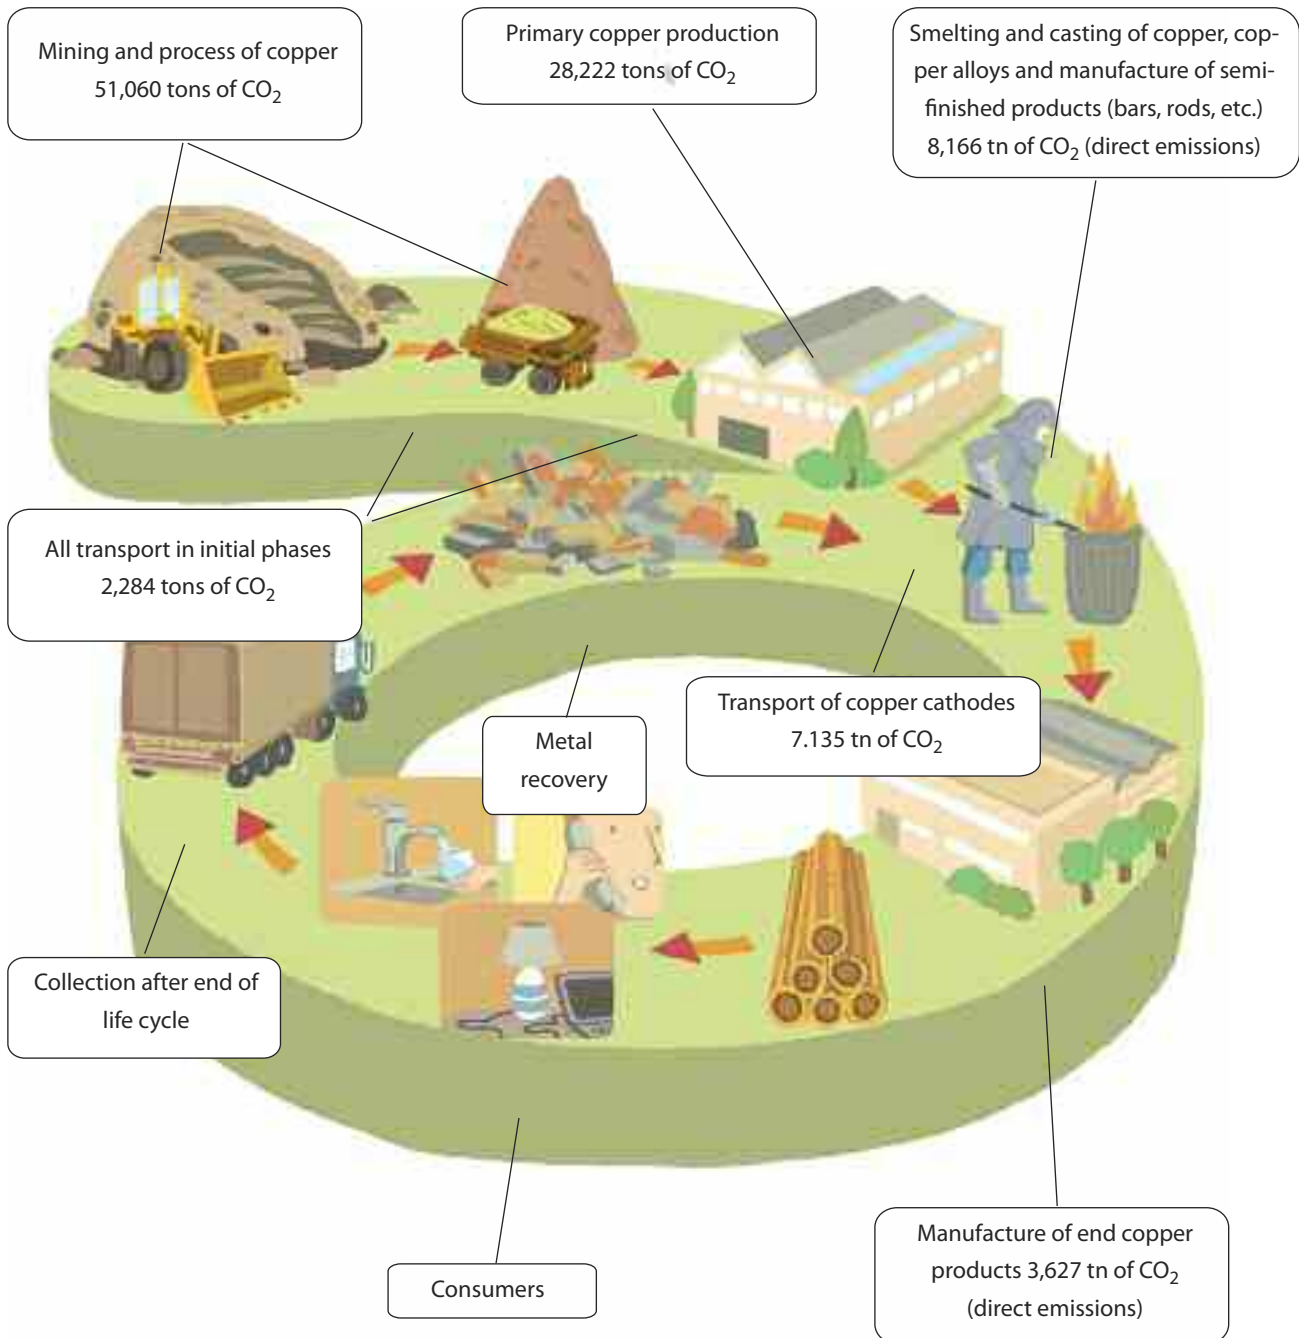 Mining and process of copper
51,060 tons of CO2
Primary copper production
28,222 tons of CO2
Smelting and casting of copper, cop-
per alloys and manufacture of semi-
finished products (bars, rods, etc.)
8,166 tn of CO2 (direct emissions)
All transport in initial phases
2,284 tons of CO2
Transport of copper cathodes
7.135 tn of CO2
Metal
recovery
Collection after end of
life cycle
Manufacture of end copper
products 3,627 tn of CO2
(direct emissions)
Consumers